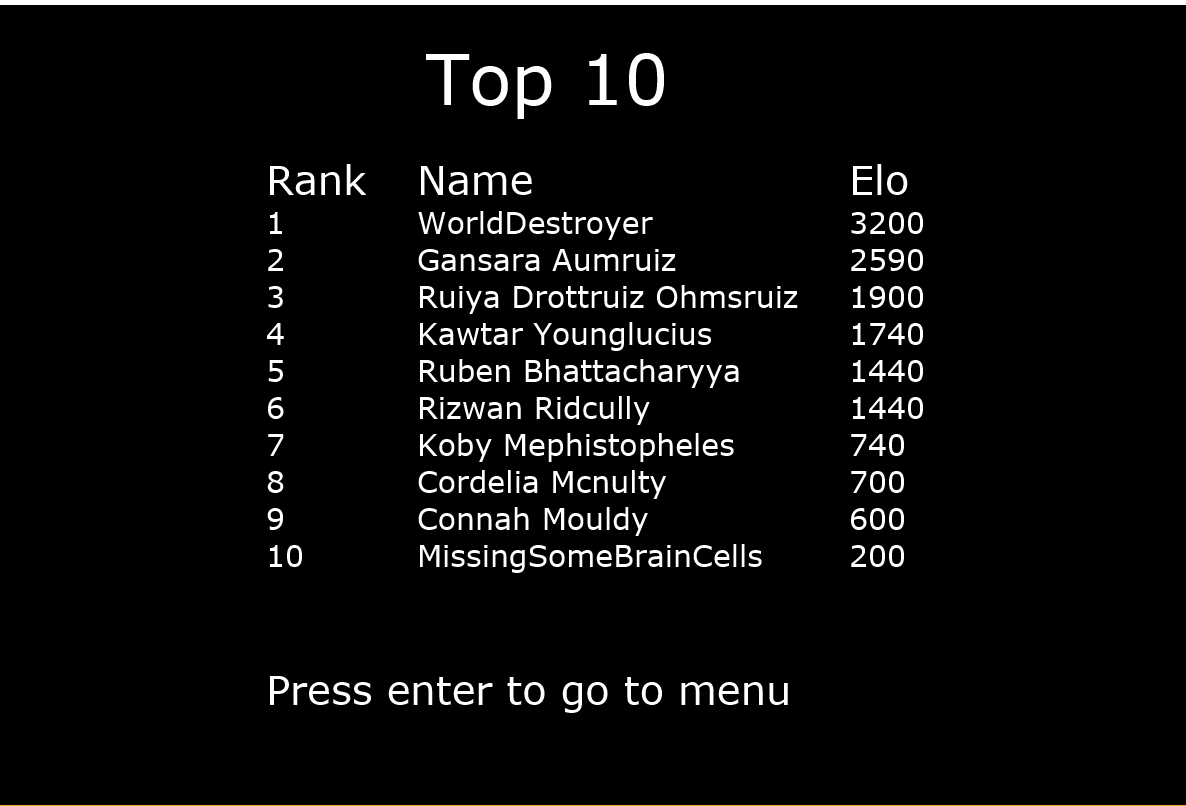 Top 10
Rank Name Elo
1 WorldDestroyer 3200
2 Gansara Aumruiz 2590
3 Ruiya Drottruiz Ohmsruiz 1900
4 Kawtar Younglucius 1740
5 Ruben Bhattacharyya 1440
6 Rizwan Ridcully 1440
7 Koby Mephistopheles 740
8 Cordelia Mcnulty 700
9 Connah Mouldy 600
10 MissingSomeBrainCells 200
Press enter to go to menu